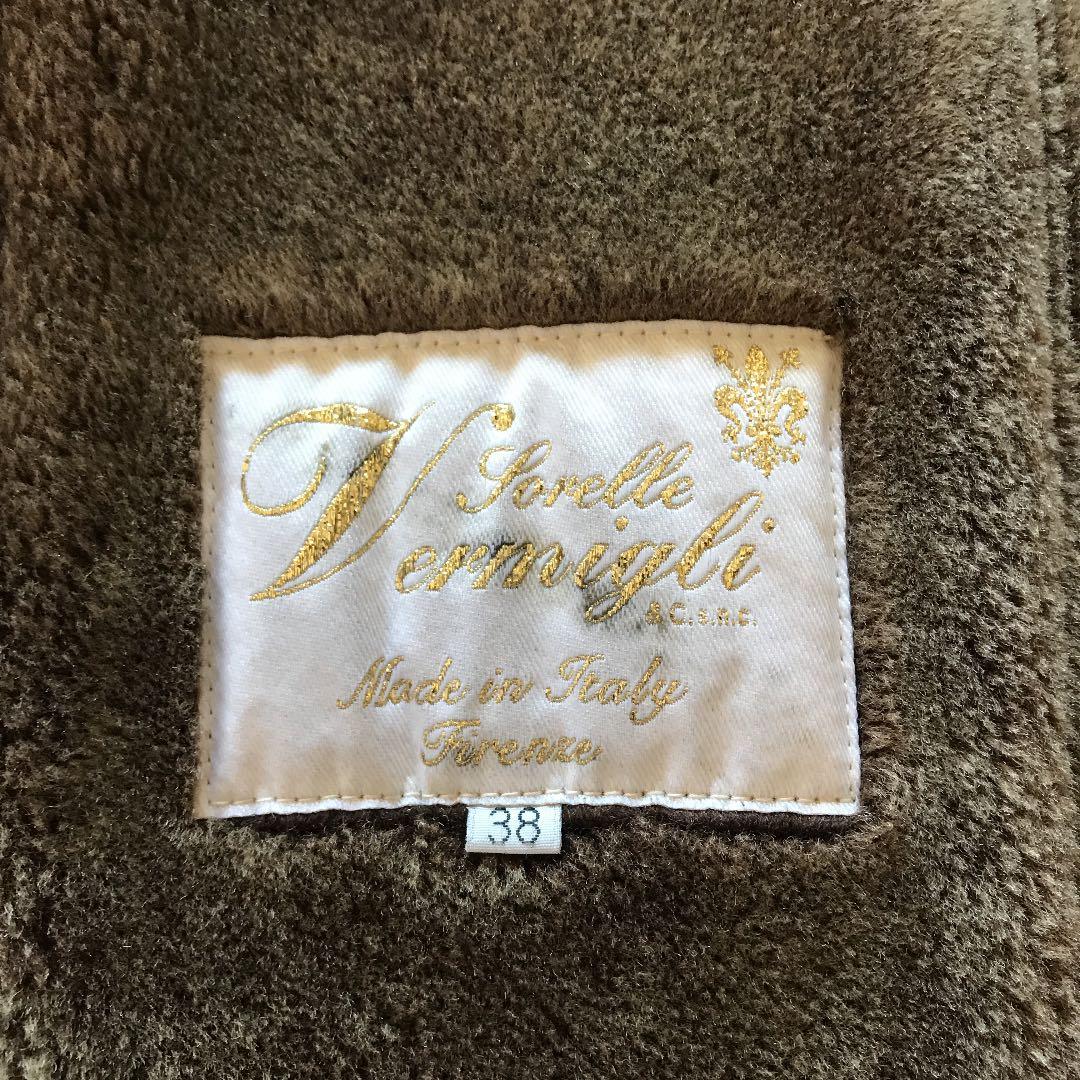 Sorelle
Vermigli
& C. s.n.c.
Made in Italy
Firenze
38